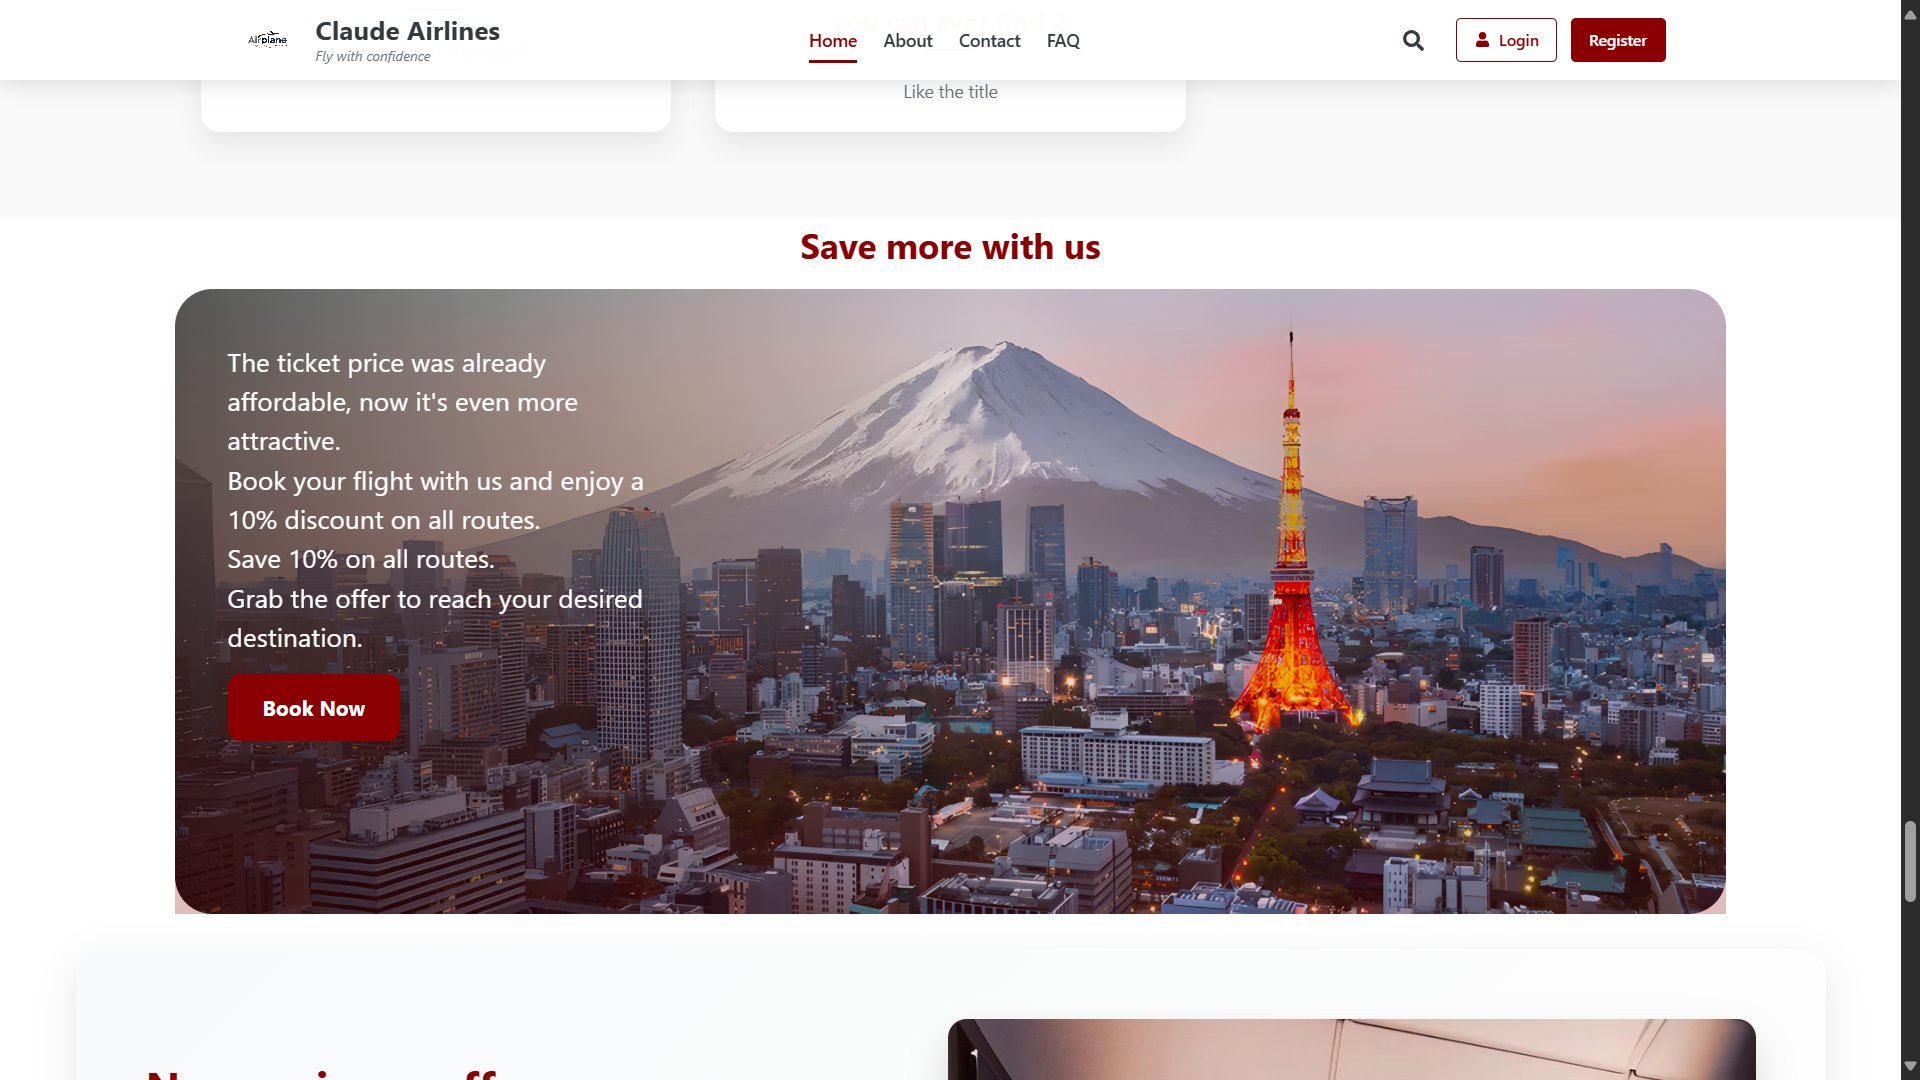 Airplane
Claude Airlines
Fly with confidence
Home
About
Contact
FAQ
Login
Register
you can ever find ?
Like the title
Save more with us
The ticket price was already
affordable, now it's even more
attractive.
Book your flight with us and enjoy a
10% discount on all routes.
Save 10% on all routes.
Grab the offer to reach your desired
destination.
Book Now